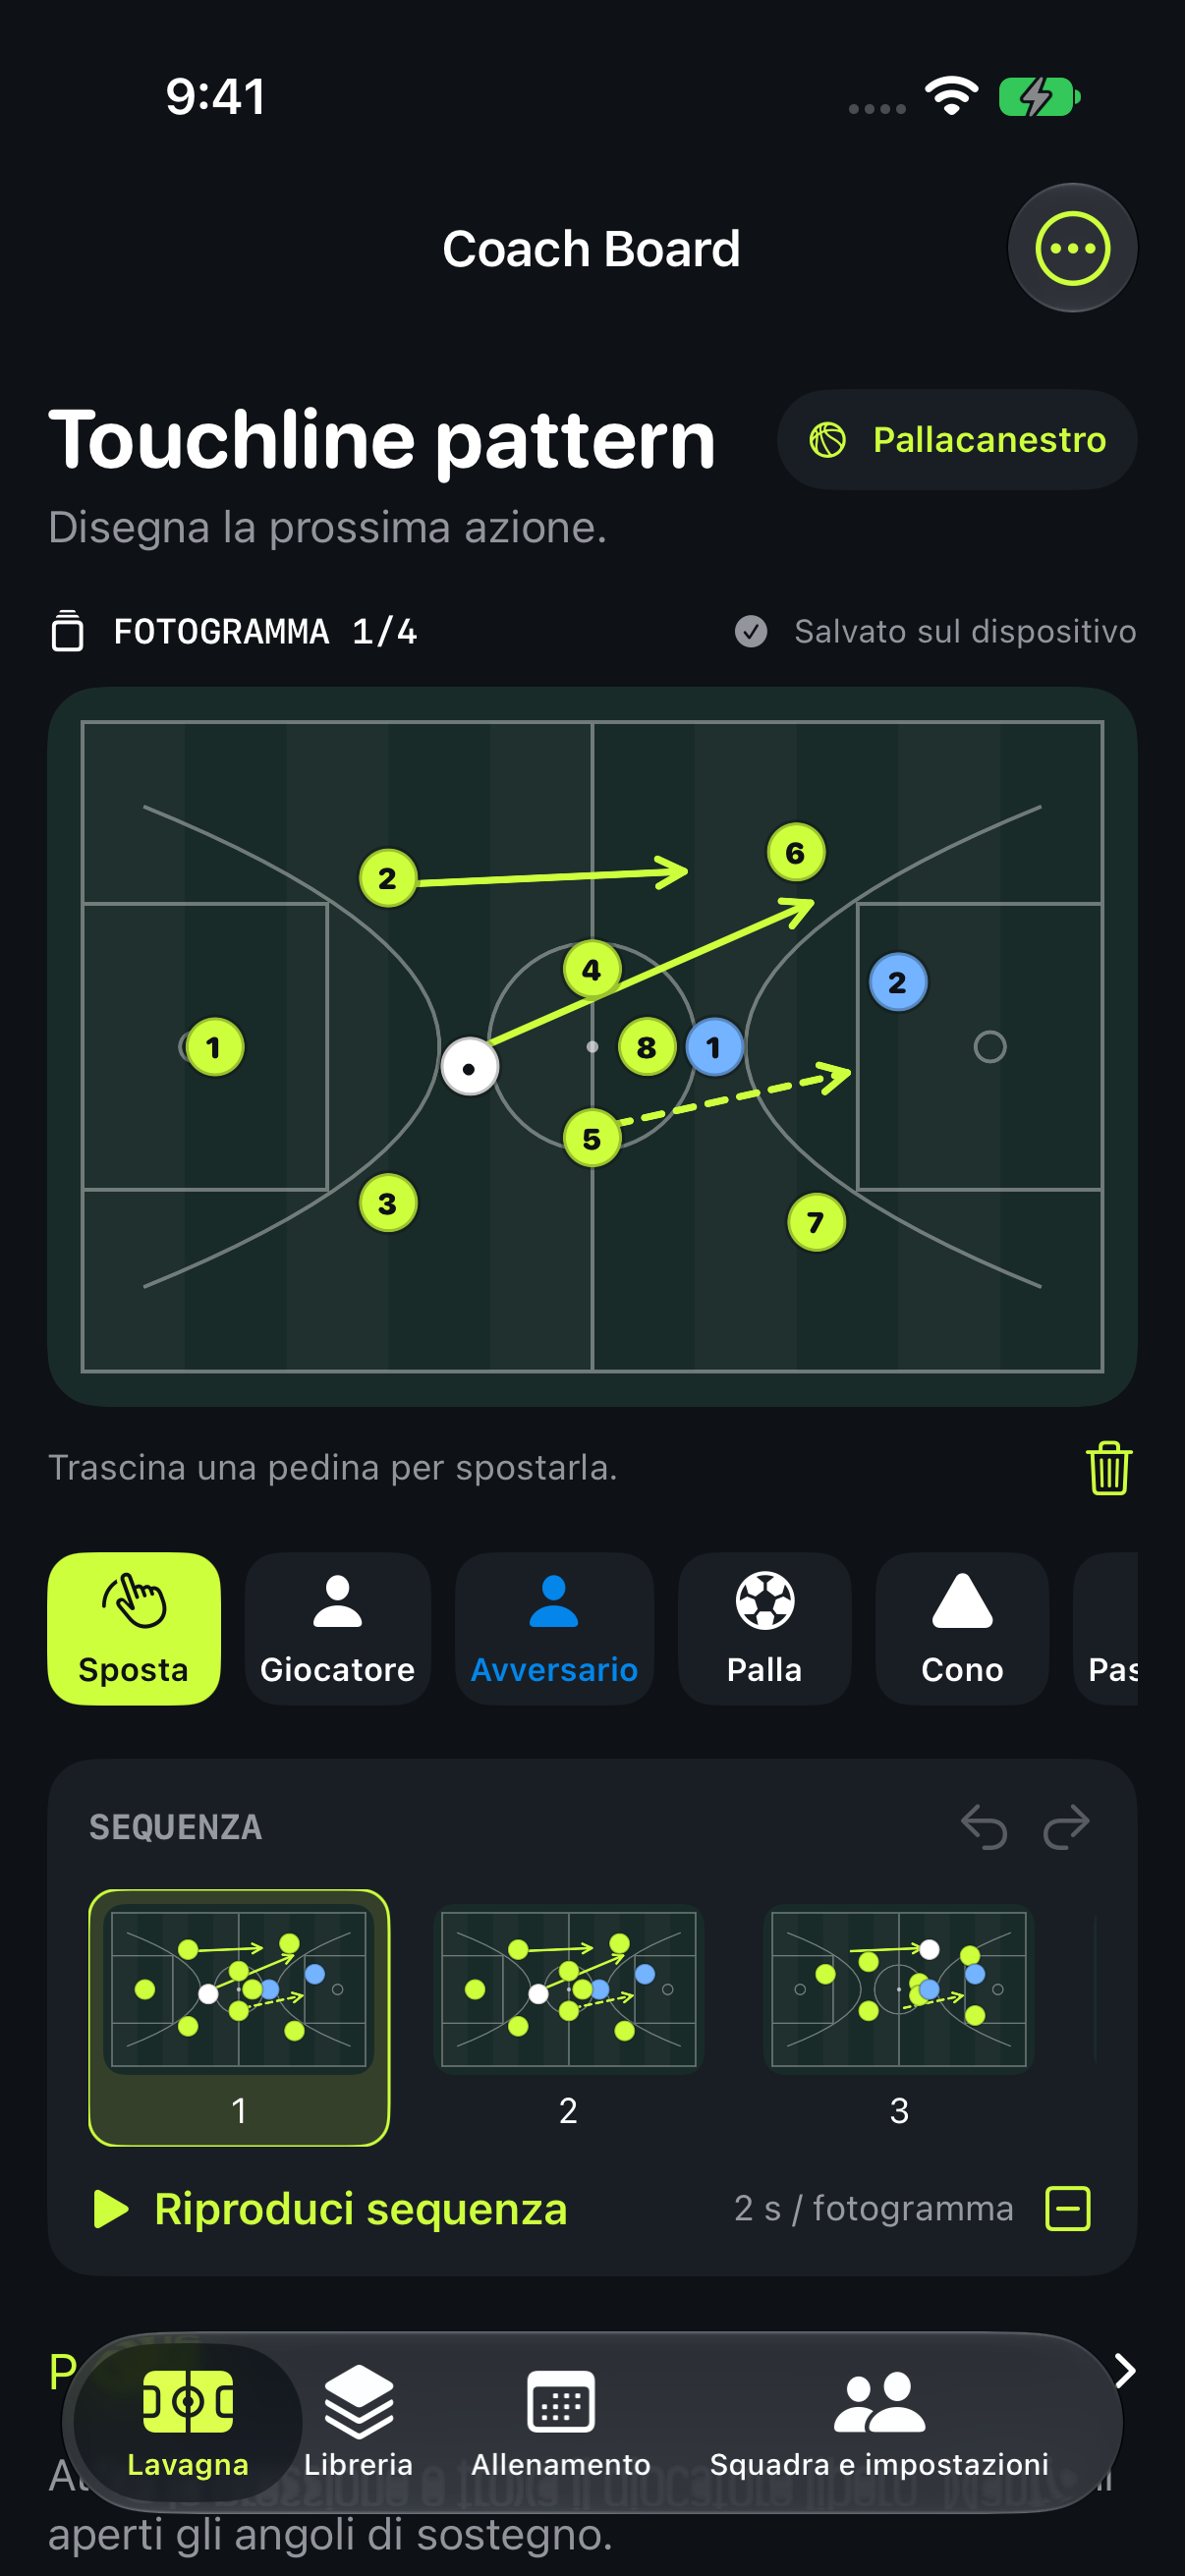 9:41
Coach Board
Touchline pattern
Pallacanestro
Disegna la prossima azione.
FOTOGRAMMA 1/4
Salvato sul dispositivo
2
6
4
2
1
8
1
5
3
7
Trascina una pedina per spostarla.
Sposta
Giocatore
Avversario
Palla
Cono
SEQUENZA
1
2
3
Riproduci sequenza
2 s / fotogramma
Lavagna
Libreria
Allenamento
Squadra e impostazioni
aperti gli angoli di sostegno.